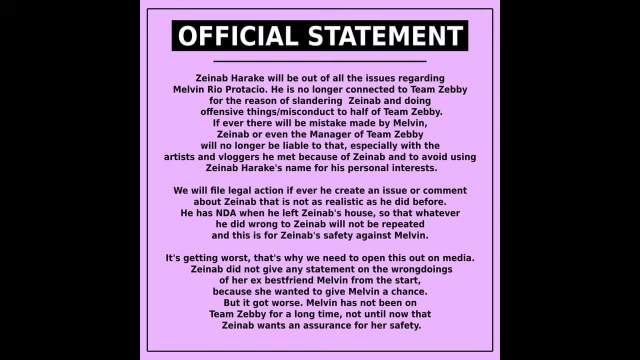 OFFICIAL STATEMENT
Zeinab Harake will be out of all the issues regarding
Melvin Rio Protacio. He is no longer connected to Team Zebby
for the reason of slandering Zeinab and doing
offensive things/misconduct to half of Team Zebby.
If ever there will be mistake made by Melvin,
Zeinab or even the Manager of Team Zebby
will no longer be liable to that, especially with the
artists and vloggers he met because of Zeinab and to avoid using
Zeinab Harake's name for his personal interests.
We will file legal action if ever he create an issue or comment
about Zeinab that is not as realistic as he did before.
He has NDA when he left Zeinab's house, so that whatever
he did wrong to Zeinab will not be repeated
and this is for Zeinab's safety against Melvin.
It's getting worst, that's why we need to open this out on media.
Zeinab did not give any statement on the wrongdoings
of her ex bestfriend Melvin from the start,
because she wanted to give Melvin a chance.
But it got worse. Melvin has not been on
Team Zebby for a long time, not until now that
Zeinab wants an assurance for her safety.